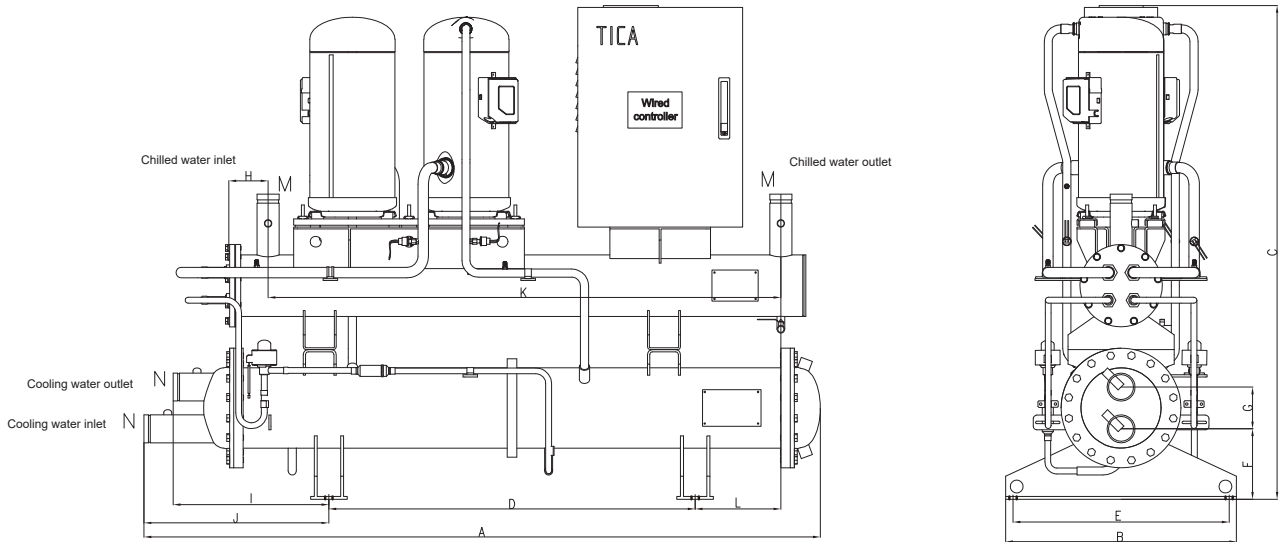 TICA
Wired
controller
Chilled water inlet
Chilled water outlet
H
M
M
K
C
Cooling water outlet
N
Cooling water inlet
N
G
F
I
J
D
L
A
E
B